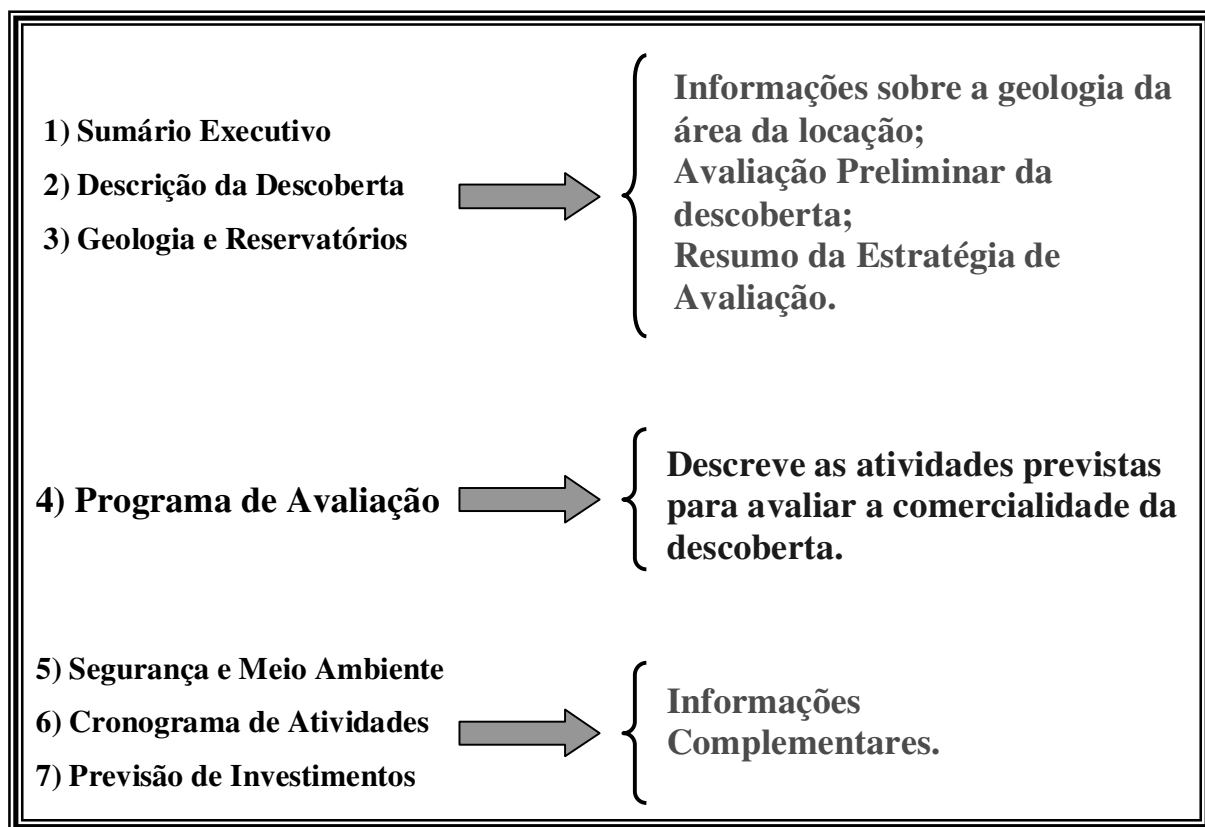 1) Sumário Executivo
2) Descrição da Descoberta
3) Geologia e Reservatórios
Informações sobre a geologia da
área da locação;
Avaliação Preliminar da
descoberta;
Resumo da Estratégia de
Avaliação.
4) Programa de Avaliação
Descreve as atividades previstas
para avaliar a comercialidade da
descoberta.
5) Segurança e Meio Ambiente
6) Cronograma de Atividades
7) Previsão de Investimentos
Informações
Complementares.